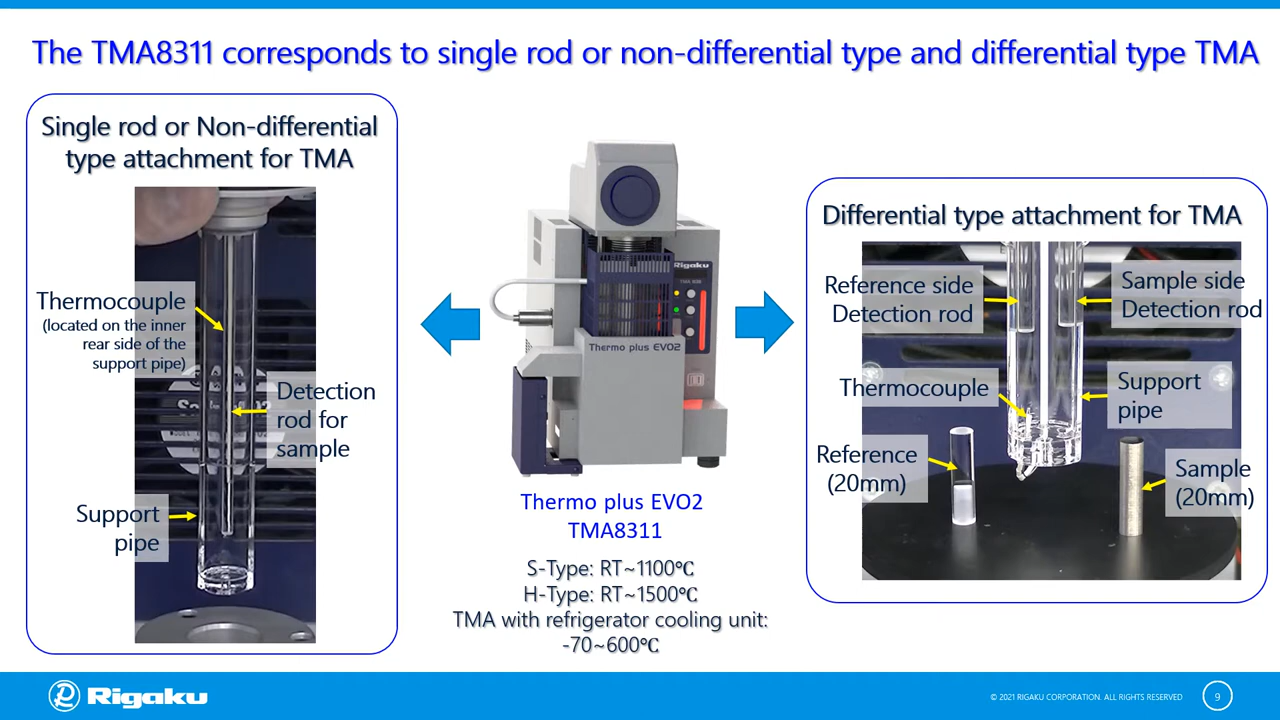 The TMA8311 corresponds to single rod or non-differential type and differential type TMA
Single rod or Non-differential
type attachment for TMA
Thermocouple
(located on the inner
rear side of the
support pipe)
Detection
rod for
sample
Support
pipe
Rigaku
Thermo plus EVO2
Thermo plus EVO2
TMA8311
S-Type: RT~1100℃
H-Type: RT~1500℃
TMA with refrigerator cooling unit:
-70~600℃
Differential type attachment for TMA
Reference side
Detection rod
Sample side
Detection rod
Thermocouple
Support
pipe
Reference
(20mm)
Sample
(20mm)
Rigaku
© 2021 RIGAKU CORPORATION. ALL RIGHTS RESERVED
9